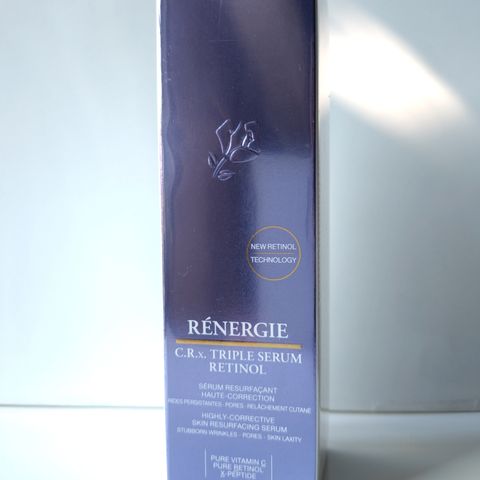 NEW RETINOL
TECHNOLOGY
RÉNERGIE
C.R.x. TRIPLE SERUM
RETINOL
SÉRUM RESURFAÇANT
HAUTE-CORRECTION
RIDES PERSISTANTES - PORES - RELÂCHEMENT CUTANÉ
HIGHLY-CORRECTIVE
SKIN RESURFACING SERUM
STUBBORN WRINKLES - PORES - SKIN LAXITY
PURE VITAMIN C
PURE RETINOL
X-PEPTIDE